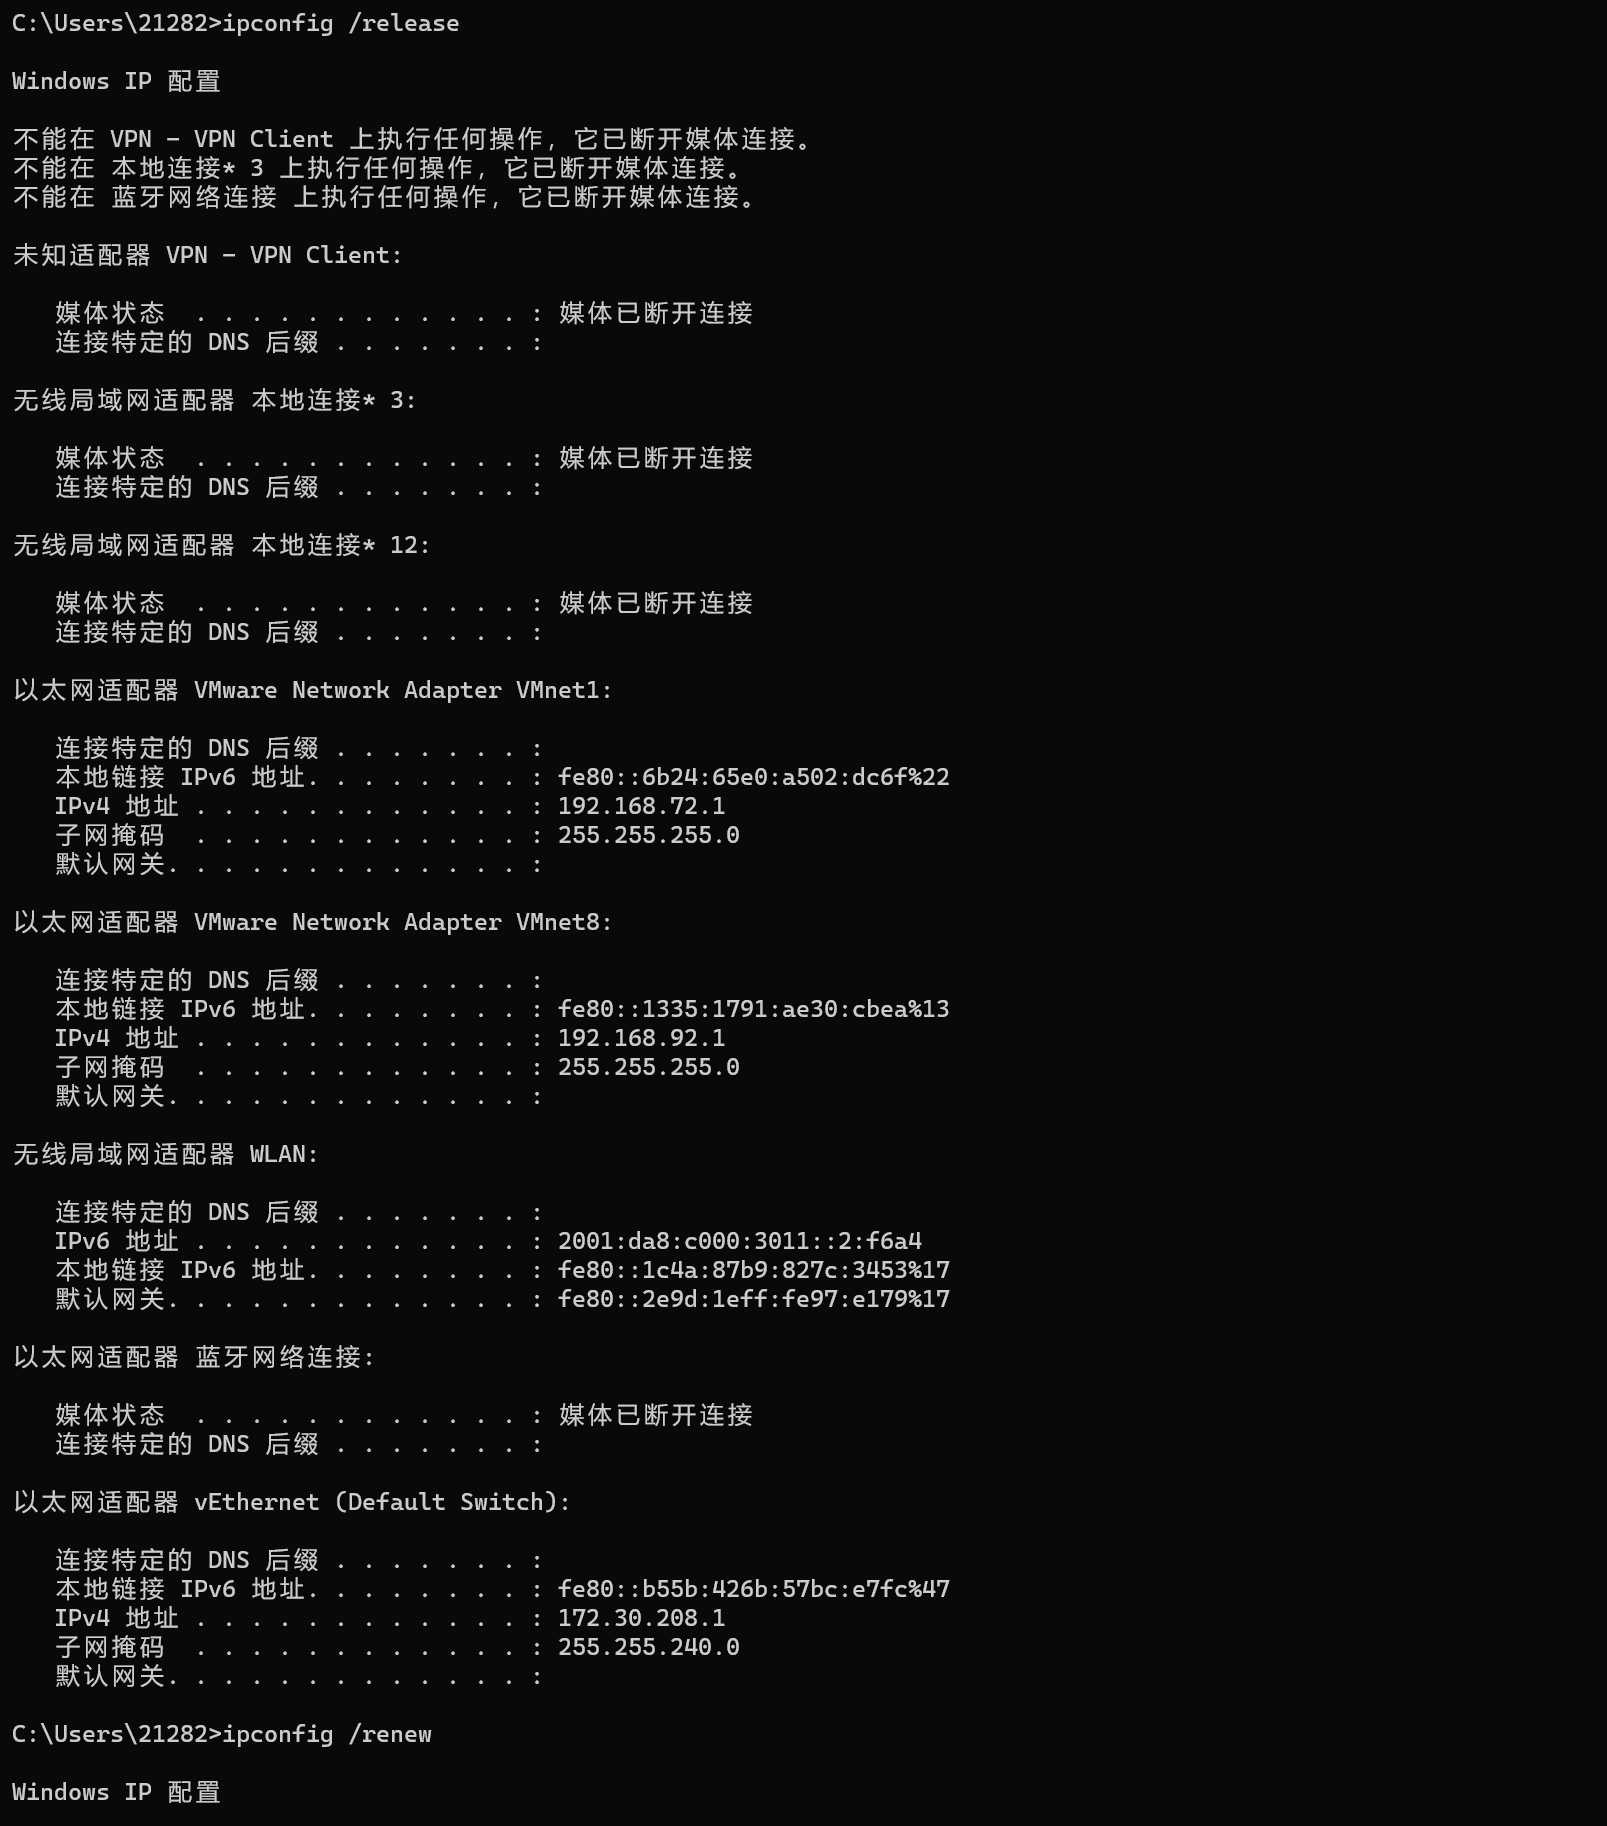 C:\Users\21282>ipconfig /release
Windows IP 配置
不能在 VPN - VPN Client 上执行任何操作，它已断开媒体连接。
不能在 本地连接* 3 上执行任何操作，它已断开媒体连接。
不能在 蓝牙网络连接 上执行任何操作，它已断开媒体连接。
未知适配器 VPN - VPN Client:
媒体状态  . . . . . . . . . . . . : 媒体已断开连接
连接特定的 DNS 后缀 . . . . . . . :
无线局域网适配器 本地连接* 3:
媒体状态  . . . . . . . . . . . . : 媒体已断开连接
连接特定的 DNS 后缀 . . . . . . . :
无线局域网适配器 本地连接* 12:
媒体状态  . . . . . . . . . . . . : 媒体已断开连接
连接特定的 DNS 后缀 . . . . . . . :
以太网适配器 VMware Network Adapter VMnet1:
连接特定的 DNS 后缀 . . . . . . . :
本地链接 IPv6 地址. . . . . . . . : fe80::6b24:65e0:a502:dc6f%22
IPv4 地址 . . . . . . . . . . . . : 192.168.72.1
子网掩码  . . . . . . . . . . . . : 255.255.255.0
默认网关. . . . . . . . . . . . . :
以太网适配器 VMware Network Adapter VMnet8:
连接特定的 DNS 后缀 . . . . . . . :
本地链接 IPv6 地址. . . . . . . . : fe80::1335:1791:ae30:cbea%13
IPv4 地址 . . . . . . . . . . . . : 192.168.92.1
子网掩码  . . . . . . . . . . . . : 255.255.255.0
默认网关. . . . . . . . . . . . . :
无线局域网适配器 WLAN:
连接特定的 DNS 后缀 . . . . . . . :
IPv6 地址 . . . . . . . . . . . . : 2001:da8:c000:3011::2:f6a4
本地链接 IPv6 地址. . . . . . . . : fe80::1c4a:87b9:827c:3453%17
默认网关. . . . . . . . . . . . . : fe80::2e9d:1eff:fe97:e179%17
以太网适配器 蓝牙网络连接:
媒体状态  . . . . . . . . . . . . : 媒体已断开连接
连接特定的 DNS 后缀 . . . . . . . :
以太网适配器 vEthernet (Default Switch):
连接特定的 DNS 后缀 . . . . . . . :
本地链接 IPv6 地址. . . . . . . . : fe80::b55b:426b:57bc:e7fc%47
IPv4 地址 . . . . . . . . . . . . : 172.30.208.1
子网掩码  . . . . . . . . . . . . : 255.255.240.0
默认网关. . . . . . . . . . . . . :
C:\Users\21282>ipconfig /renew
Windows IP 配置